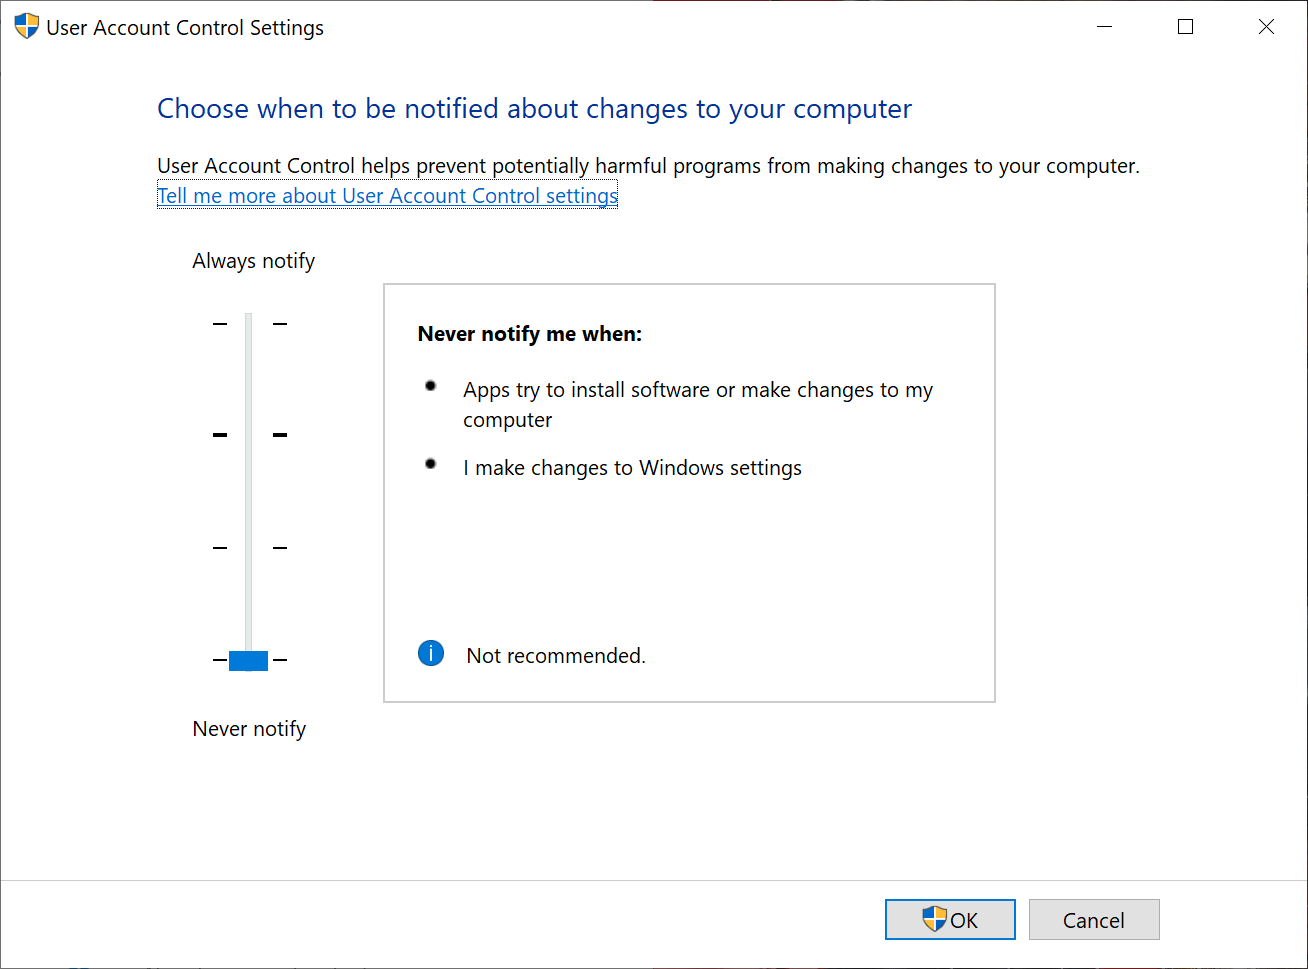 User Account Control Settings
Choose when to be notified about changes to your computer
User Account Control helps prevent potentially harmful programs from making changes to your computer.
Tell me more about User Account Control settings
Always notify
Never notify me when:
Apps try to install software or make changes to my
computer
I make changes to Windows settings
Not recommended.
Never notify
OK
Cancel